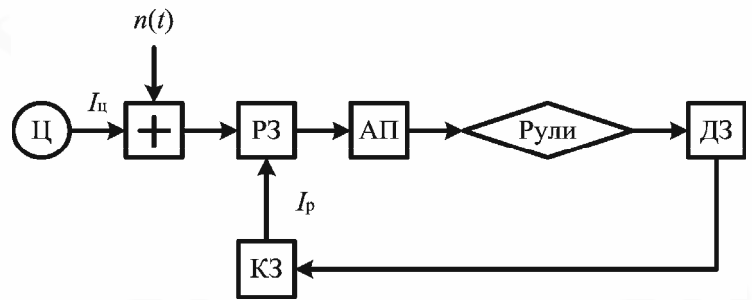 n(t)
Iц
Ц
+
РЗ
АП
Рули
ДЗ
Iр
КЗ